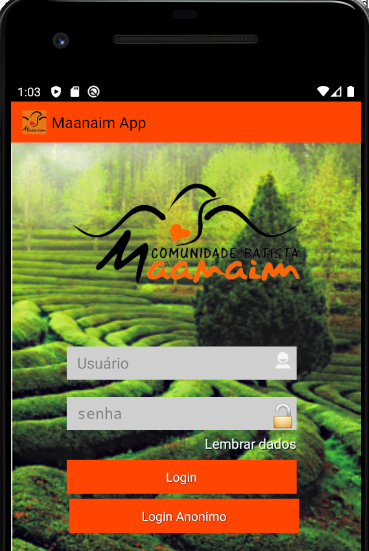 1:03
Maanaim App
COMUNIDADE BATISTA
Maanaim
Usuário
senha
Lembrar dados
Login
Login Anonimo